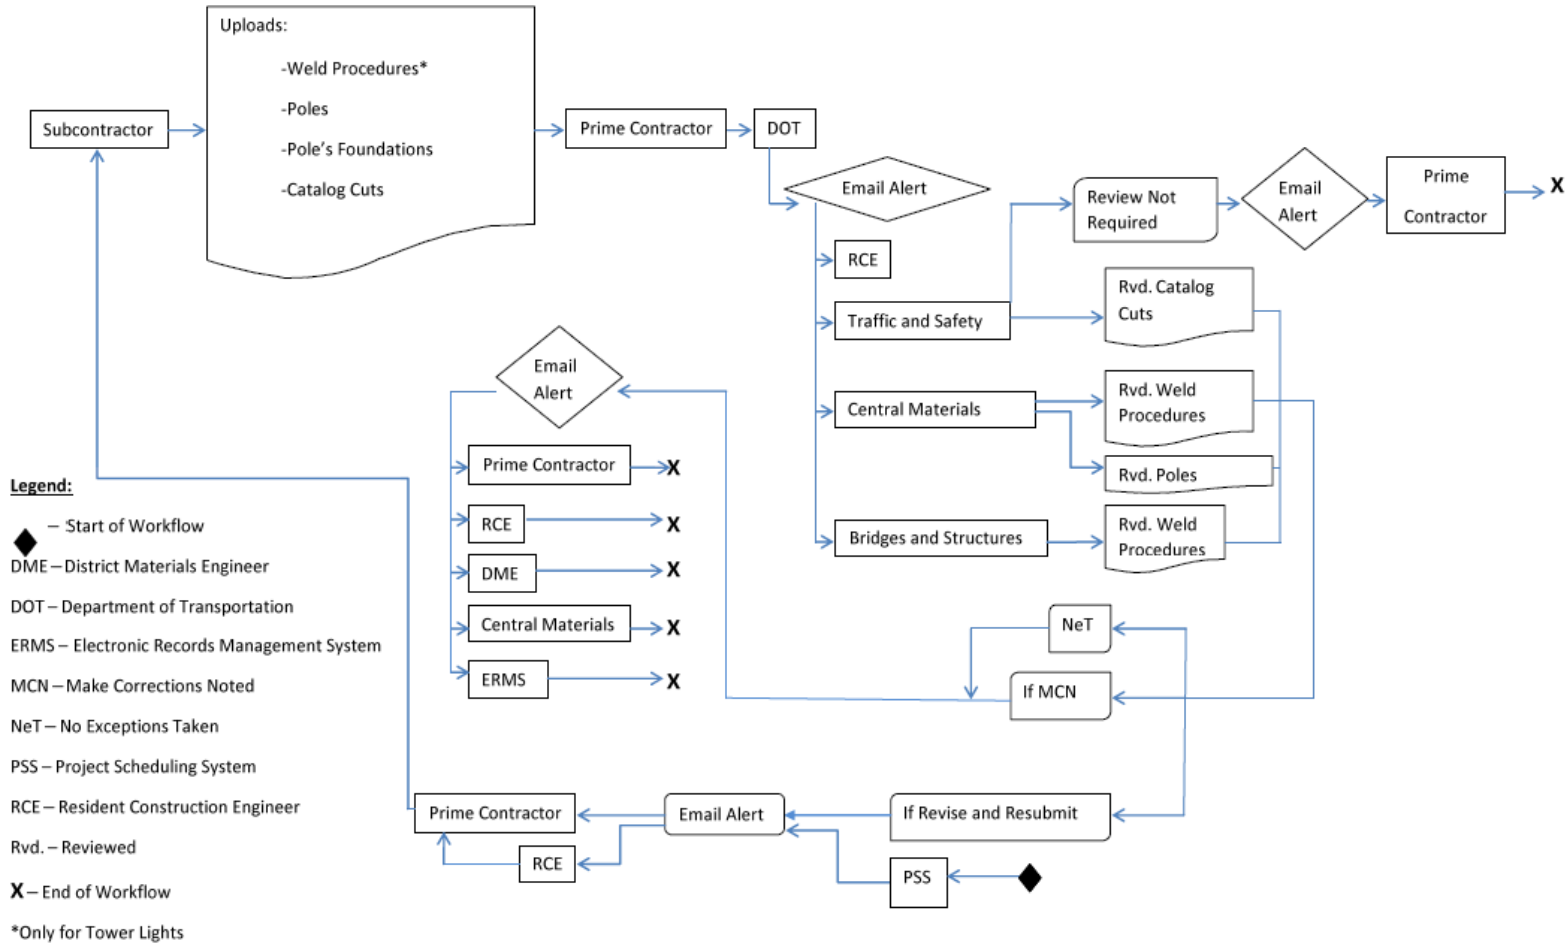 Uploads:
-Weld Procedures*
-Poles
-Pole's Foundations
-Catalog Cuts
Subcontractor
Prime Contractor
DOT
Email Alert
RCE
Traffic and Safety
Central Materials
Bridges and Structures
Review Not
Required
Email
Alert
Prime
Contractor
X
Rvd. Catalog
Cuts
Rvd. Weld
Procedures
Rvd. Poles
Rvd. Weld
Procedures
Email
Alert
Prime Contractor
X
RCE
X
DME
X
Central Materials
X
ERMS
X
NeT
If MCN
If Revise and Resubmit
Email Alert
Prime Contractor
RCE
PSS
Legend:
– Start of Workflow
DME – District Materials Engineer
DOT – Department of Transportation
ERMS – Electronic Records Management System
MCN – Make Corrections Noted
NeT – No Exceptions Taken
PSS – Project Scheduling System
RCE – Resident Construction Engineer
Rvd. – Reviewed
X – End of Workflow
*Only for Tower Lights